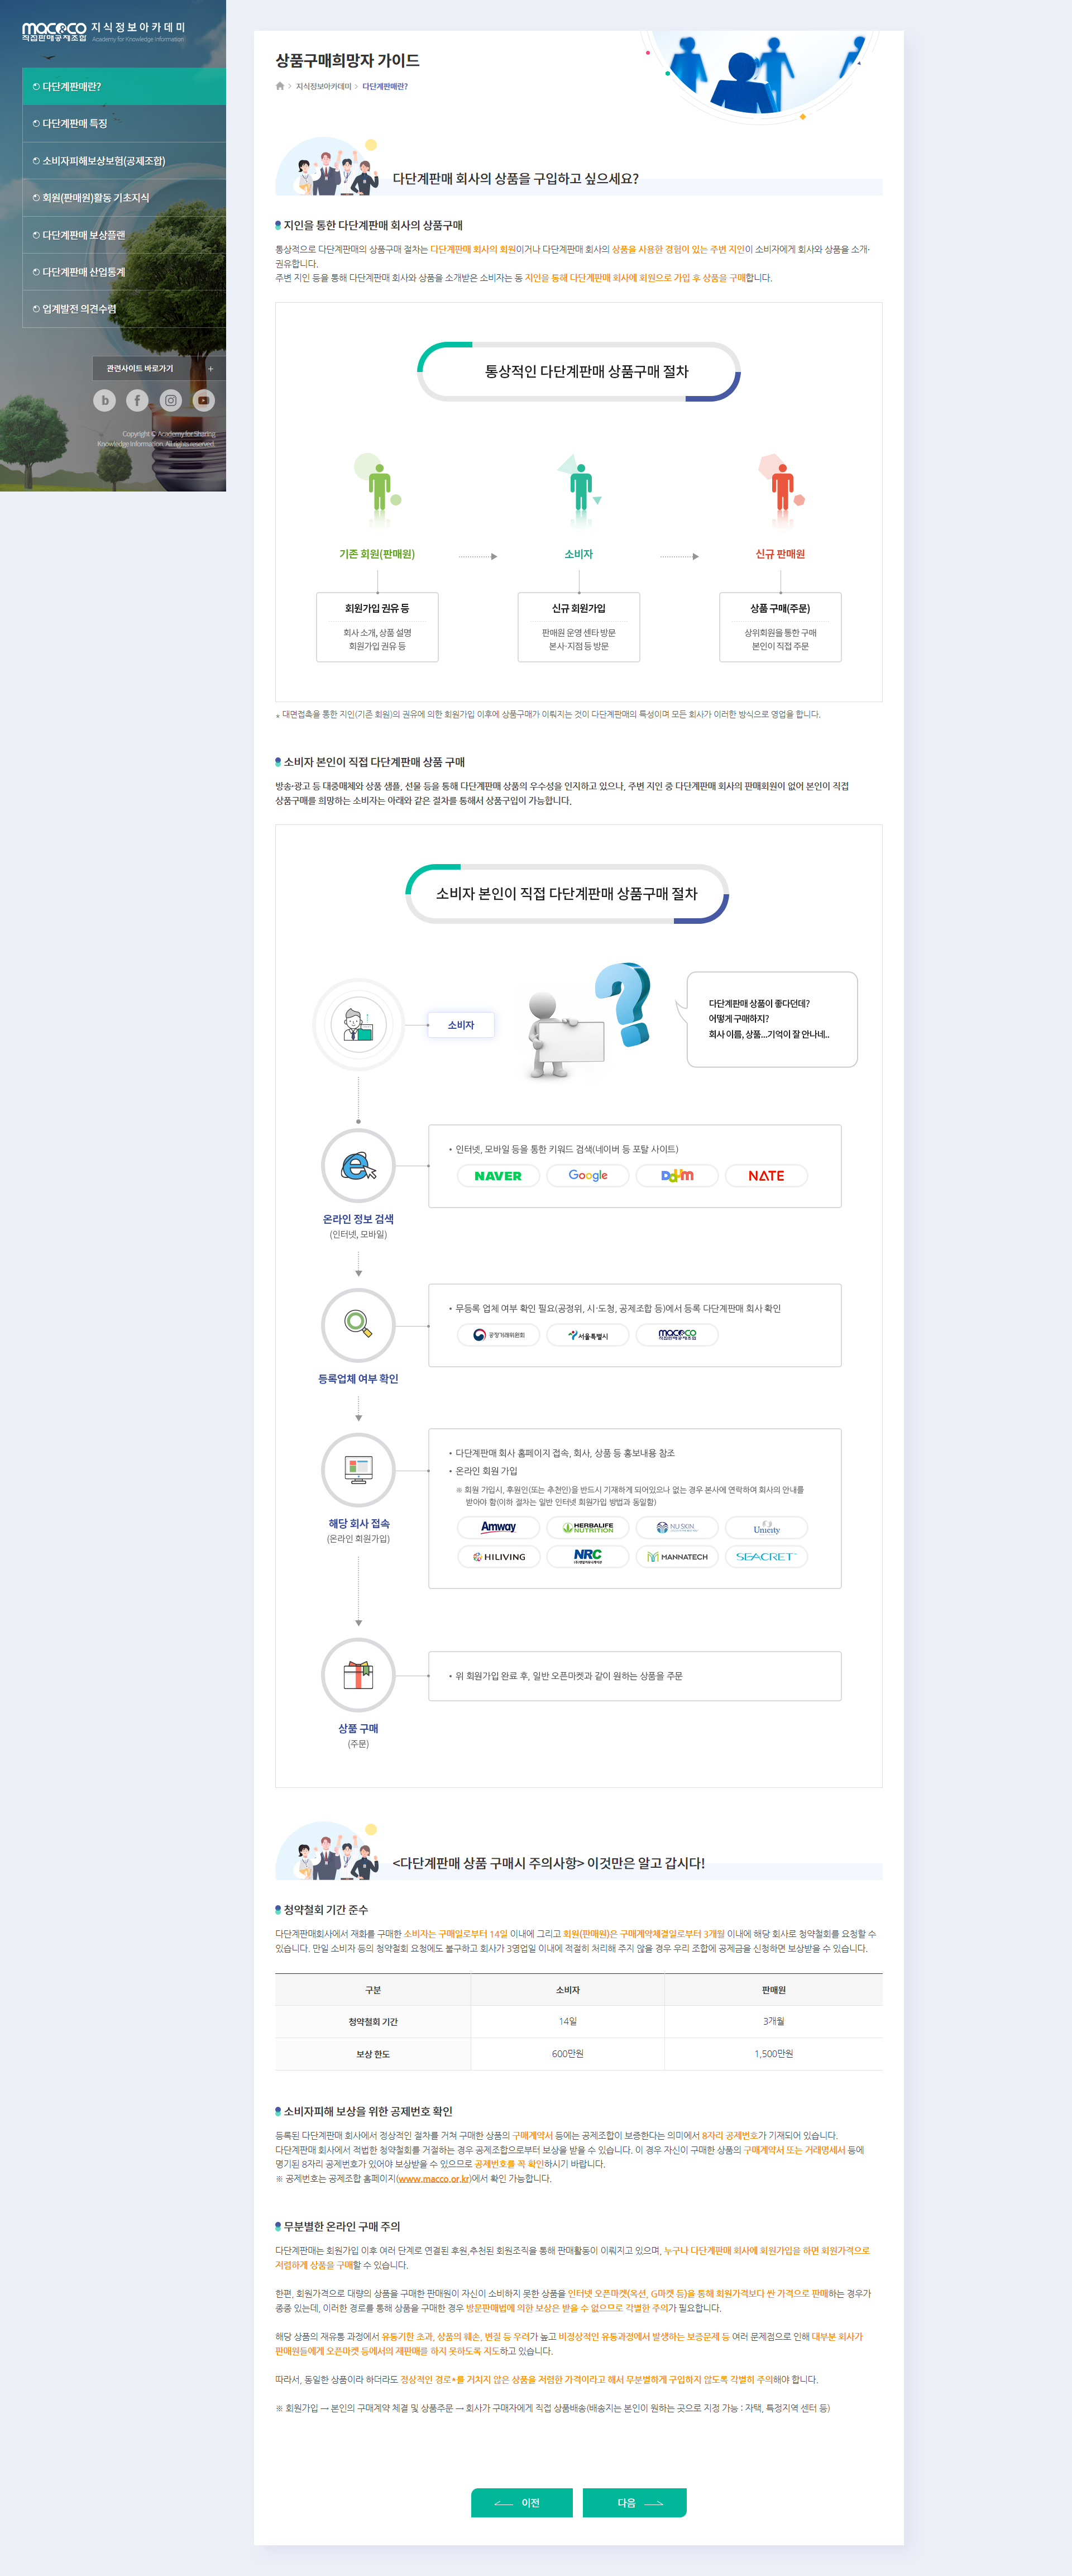 macco 직접판매공제조합 지식정보아카데미
Academy for Knowledge Information
다단계판매란?
다단계판매 특징
소비자피해보상보험(공제조합)
회원(판매원)활동 기초지식
다단계판매 보상플랜
다단계판매 산업통계
업계발전 의견수렴
관련사이트 바로가기 +
Copyright © Academy for Sharing
Knowledge Information. All rights reserved.
상품구매희망자 가이드
지식정보아카데미 > 다단계판매란?
다단계판매 회사의 상품을 구입하고 싶으세요?
지인을 통한 다단계판매 회사의 상품구매
통상적으로 다단계판매의 상품구매 절차는 다단계판매 회사의 회원이거나 다단계판매 회사의 상품을 사용한 경험이 있는 주변 지인이 소비자에게 회사와 상품을 소개·
권유합니다.
주변 지인 등을 통해 다단계판매 회사와 상품을 소개받은 소비자는 동 지인을 통해 다단계판매 회사에 회원으로 가입 후 상품을 구매합니다.
통상적인 다단계판매 상품구매 절차
기존 회원(판매원)
소비자
신규 판매원
회원가입 권유 등
회사 소개, 상품 설명
회원가입 권유 등
신규 회원가입
판매원 운영 센타 방문
본사·지점 등 방문
상품 구매(주문)
상위회원을 통한 구매
본인이 직접 주문
* 대면접촉을 통한 지인(기존 회원)의 권유에 의한 회원가입 이후에 상품구매가 이뤄지는 것이 다단계판매의 특성이며 모든 회사가 이러한 방식으로 영업을 합니다.
소비자 본인이 직접 다단계판매 상품 구매
방송·광고 등 대중매체와 상품 샘플, 선물 등을 통해 다단계판매 상품의 우수성을 인지하고 있으나, 주변 지인 중 다단계판매 회사의 판매회원이 없어 본인이 직접
상품구매를 희망하는 소비자는 아래와 같은 절차를 통해서 상품구입이 가능합니다.
소비자 본인이 직접 다단계판매 상품구매 절차
소비자
다단계판매 상품이 좋다던데?
어떻게 구매하지?
회사 이름, 상품...기억이 잘 안나네..
온라인 정보 검색
(인터넷, 모바일)
• 인터넷, 모바일 등을 통한 키워드 검색(네이버 등 포탈 사이트)
NAVER Google Daum NATE
등록업체 여부 확인
• 무등록 업체 여부 확인 필요(공정위, 시·도청, 공제조합 등)에서 등록 다단계판매 회사 확인
공정거래위원회 서울특별시 macco 직접판매공제조합
해당 회사 접속
(온라인 회원가입)
• 다단계판매 회사 홈페이지 접속, 회사, 상품 등 홍보내용 참조
• 온라인 회원 가입
※ 회원 가입시, 후원인(또는 추천인)을 반드시 기재하게 되어있으나 없는 경우 본사에 연락하여 회사의 안내를
받아야 함(이하 절차는 일반 인터넷 회원가입 방법과 동일함)
Amway HERBALIFE NUTRITION NU SKIN Unicity
HILIVING NRC MANNATECH SEACRET
상품 구매
(주문)
• 위 회원가입 완료 후, 일반 오픈마켓과 같이 원하는 상품을 주문
<다단계판매 상품 구매시 주의사항> 이것만은 알고 갑시다!
청약철회 기간 준수
다단계판매회사에서 재화를 구매한 소비자는 구매일로부터 14일 이내에 그리고 회원(판매원)은 구매계약체결일로부터 3개월 이내에 해당 회사로 청약철회를 요청할 수
있습니다. 만일 소비자 등의 청약철회 요청에도 불구하고 회사가 3영업일 이내에 적절히 처리해 주지 않을 경우 우리 조합에 공제금을 신청하면 보상받을 수 있습니다.
구분 소비자 판매원
청약철회 기간 14일 3개월
보상 한도 600만원 1,500만원
소비자피해 보상을 위한 공제번호 확인
등록된 다단계판매 회사에서 정상적인 절차를 거쳐 구매한 상품의 구매계약서 등에는 공제조합이 보증한다는 의미에서 8자리 공제번호가 기재되어 있습니다.
다단계판매 회사에서 적법한 청약철회를 거절하는 경우 공제조합으로부터 보상을 받을 수 있습니다. 이 경우 자신이 구매한 상품의 구매계약서 또는 거래명세서 등에
명기된 8자리 공제번호가 있어야 보상받을 수 있으므로 공제번호를 꼭 확인하시기 바랍니다.
※ 공제번호는 공제조합 홈페이지(www.macco.or.kr)에서 확인 가능합니다.
무분별한 온라인 구매 주의
다단계판매는 회원가입 이후 여러 단계로 연결된 후원,추천된 회원조직을 통해 판매활동이 이뤄지고 있으며, 누구나 다단계판매 회사에 회원가입을 하면 회원가격으로
저렴하게 상품을 구매할 수 있습니다.
한편, 회원가격으로 대량의 상품을 구매한 판매원이 자신이 소비하지 못한 상품을 인터넷 오픈마켓(옥션, G마켓 등)을 통해 회원가격보다 싼 가격으로 판매하는 경우가
종종 있는데, 이러한 경로를 통해 상품을 구매한 경우 방문판매법에 의한 보상은 받을 수 없으므로 각별한 주의가 필요합니다.
해당 상품의 재유통 과정에서 유통기한 초과, 상품의 훼손, 변질 등 우려가 높고 비정상적인 유통과정에서 발생하는 보증문제 등 여러 문제점으로 인해 대부분 회사가
판매원들에게 오픈마켓 등에서의 재판매를 하지 못하도록 지도하고 있습니다.
따라서, 동일한 상품이라 하더라도 정상적인 경로*를 거치지 않은 상품을 저렴한 가격이라고 해서 무분별하게 구입하지 않도록 각별히 주의해야 합니다.
※ 회원가입 → 본인의 구매계약 체결 및 상품주문 → 회사가 구매자에게 직접 상품배송(배송지는 본인이 원하는 곳으로 지정 가능 : 자택, 특정지역 센터 등)
이전
다음